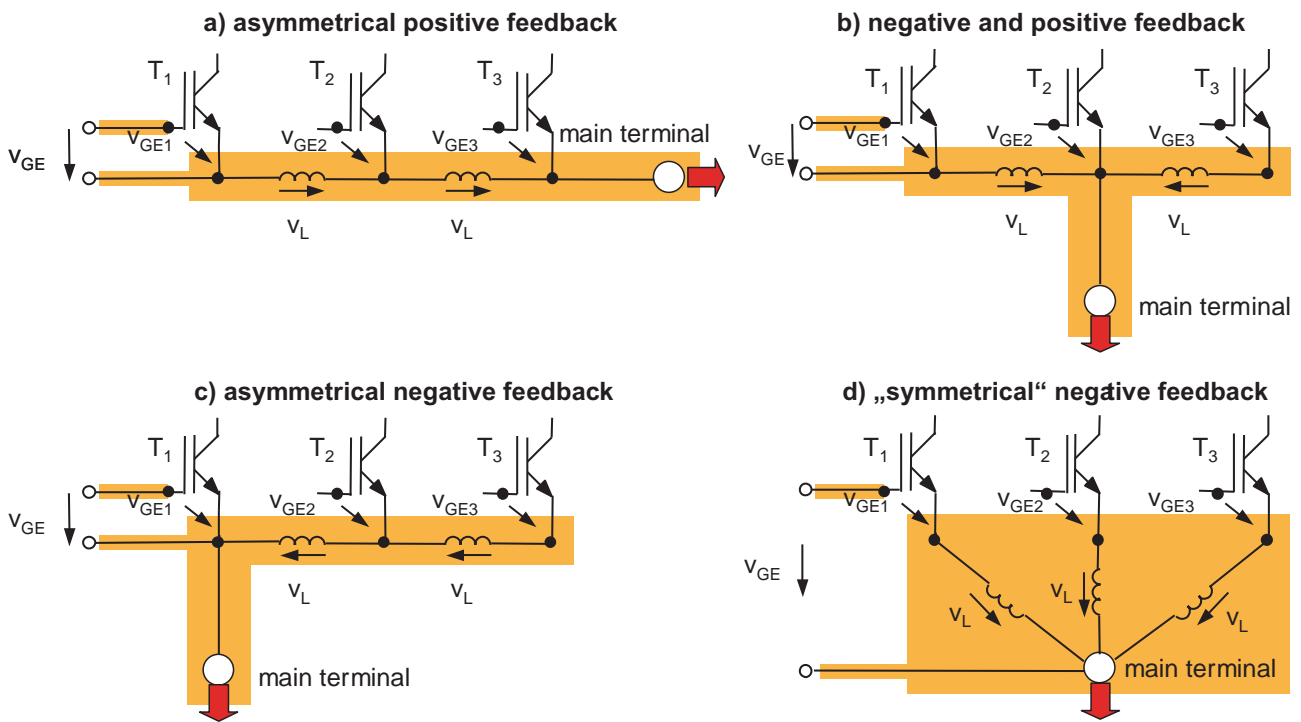 a) asymmetrical positive feedback
T1 T2 T3
vGE1 vGE2 vGE3 main terminal
vGE
vL vL
b) negative and positive feedback
T1 T2 T3
vGE1 vGE2 vGE3
vGE
vL vL
main terminal
c) asymmetrical negative feedback
T1 T2 T3
vGE1 vGE2 vGE3
vGE
vL vL
main terminal
d) „symmetrical“ negative feedback
T1 T2 T3
vGE1 vGE2 vGE3
vGE
vL vL vL
main terminal